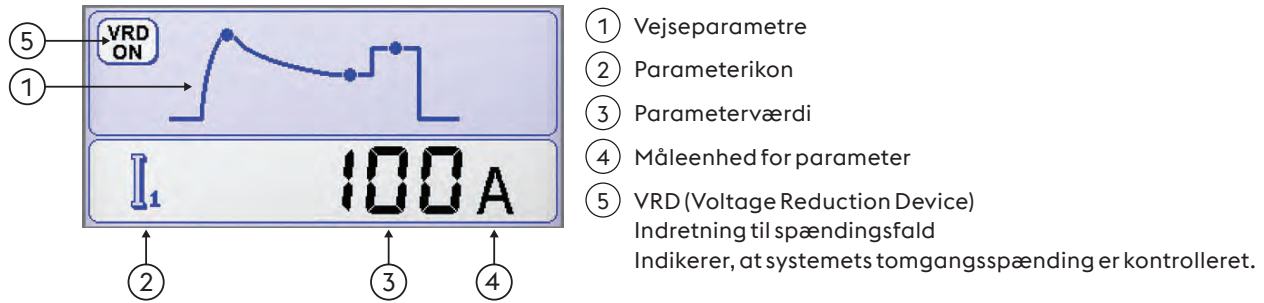 VRD
ON
5
1
I1
100 A
2
3
4
1 Vejseparametre
2 Parameterikon
3 Parameterværdi
4 Måleenhed for parameter
5 VRD (Voltage Reduction Device)
Indretning til spændingsfald
Indikerer, at systemets tomgangsspænding er kontrolleret.